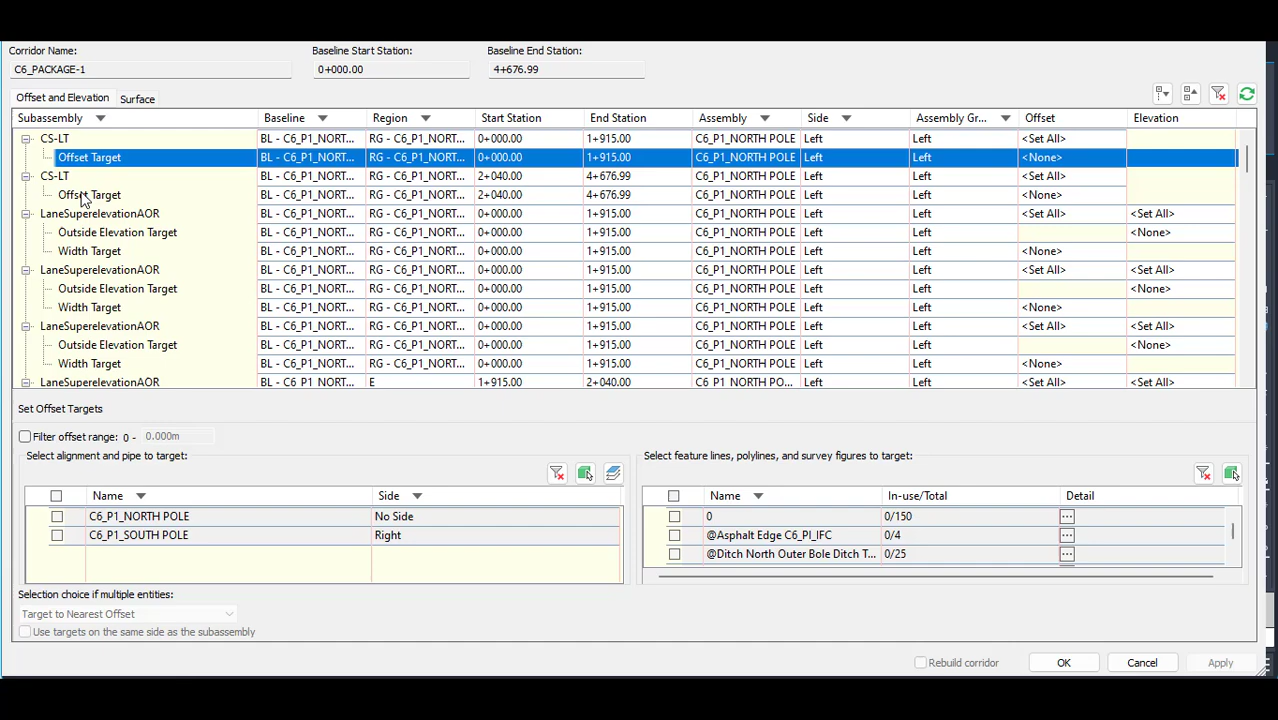 Corridor Name: Baseline Start Station: Baseline End Station:
C6_PACKAGE-1 0+000.00 4+676.99
Offset and Elevation Surface
Subassembly Baseline Region Start Station End Station Assembly Side Assembly Gr... Offset Elevation
CS-LT BL - C6_P1_NORT... RG - C6_P1_NORT... 0+000.00 1+915.00 C6_P1_NORTH POLE Left Left <Set All>
Offset Target BL - C6_P1_NORT... RG - C6_P1_NORT... 0+000.00 1+915.00 C6_P1_NORTH POLE Left Left <None>
CS-LT BL - C6_P1_NORT... RG - C6_P1_NORT... 2+040.00 4+676.99 C6_P1_NORTH POLE Left Left <Set All>
Offset Target BL - C6_P1_NORT... RG - C6_P1_NORT... 2+040.00 4+676.99 C6_P1_NORTH POLE Left Left <None>
LaneSuperelevationAOR BL - C6_P1_NORT... RG - C6_P1_NORT... 0+000.00 1+915.00 C6_P1_NORTH POLE Left Left <Set All> <Set All>
Outside Elevation Target BL - C6_P1_NORT... RG - C6_P1_NORT... 0+000.00 1+915.00 C6_P1_NORTH POLE Left Left <None>
Width Target BL - C6_P1_NORT... RG - C6_P1_NORT... 0+000.00 1+915.00 C6_P1_NORTH POLE Left Left <None>
LaneSuperelevationAOR BL - C6_P1_NORT... RG - C6_P1_NORT... 0+000.00 1+915.00 C6_P1_NORTH POLE Left Left <Set All> <Set All>
Outside Elevation Target BL - C6_P1_NORT... RG - C6_P1_NORT... 0+000.00 1+915.00 C6_P1_NORTH POLE Left Left <None>
Width Target BL - C6_P1_NORT... RG - C6_P1_NORT... 0+000.00 1+915.00 C6_P1_NORTH POLE Left Left <None>
LaneSuperelevationAOR BL - C6_P1_NORT... RG - C6_P1_NORT... 0+000.00 1+915.00 C6_P1_NORTH POLE Left Left <Set All> <Set All>
Outside Elevation Target BL - C6_P1_NORT... RG - C6_P1_NORT... 0+000.00 1+915.00 C6_P1_NORTH POLE Left Left <None>
Width Target BL - C6_P1_NORT... RG - C6_P1_NORT... 0+000.00 1+915.00 C6_P1_NORTH POLE Left Left <None>
LaneSuperelevationAOR BL - C6_P1_NORT... E 1+915.00 2+040.00 C6_P1_NORTH PO... Left Left <Set All> <Set All>
Set Offset Targets
Filter offset range: 0 - 0.000m
Select alignment and pipe to target: Select feature lines, polylines, and survey figures to target:
Name Side Name In-use/Total Detail
C6_P1_NORTH POLE No Side 0 0/150 ...
C6_P1_SOUTH POLE Right @Asphalt Edge C6_PI_IFC 0/4 ...
@Ditch North Outer Bole Ditch T... 0/25 ...
Selection choice if multiple entities:
Target to Nearest Offset
Use targets on the same side as the subassembly
Rebuild corridor OK Cancel Apply